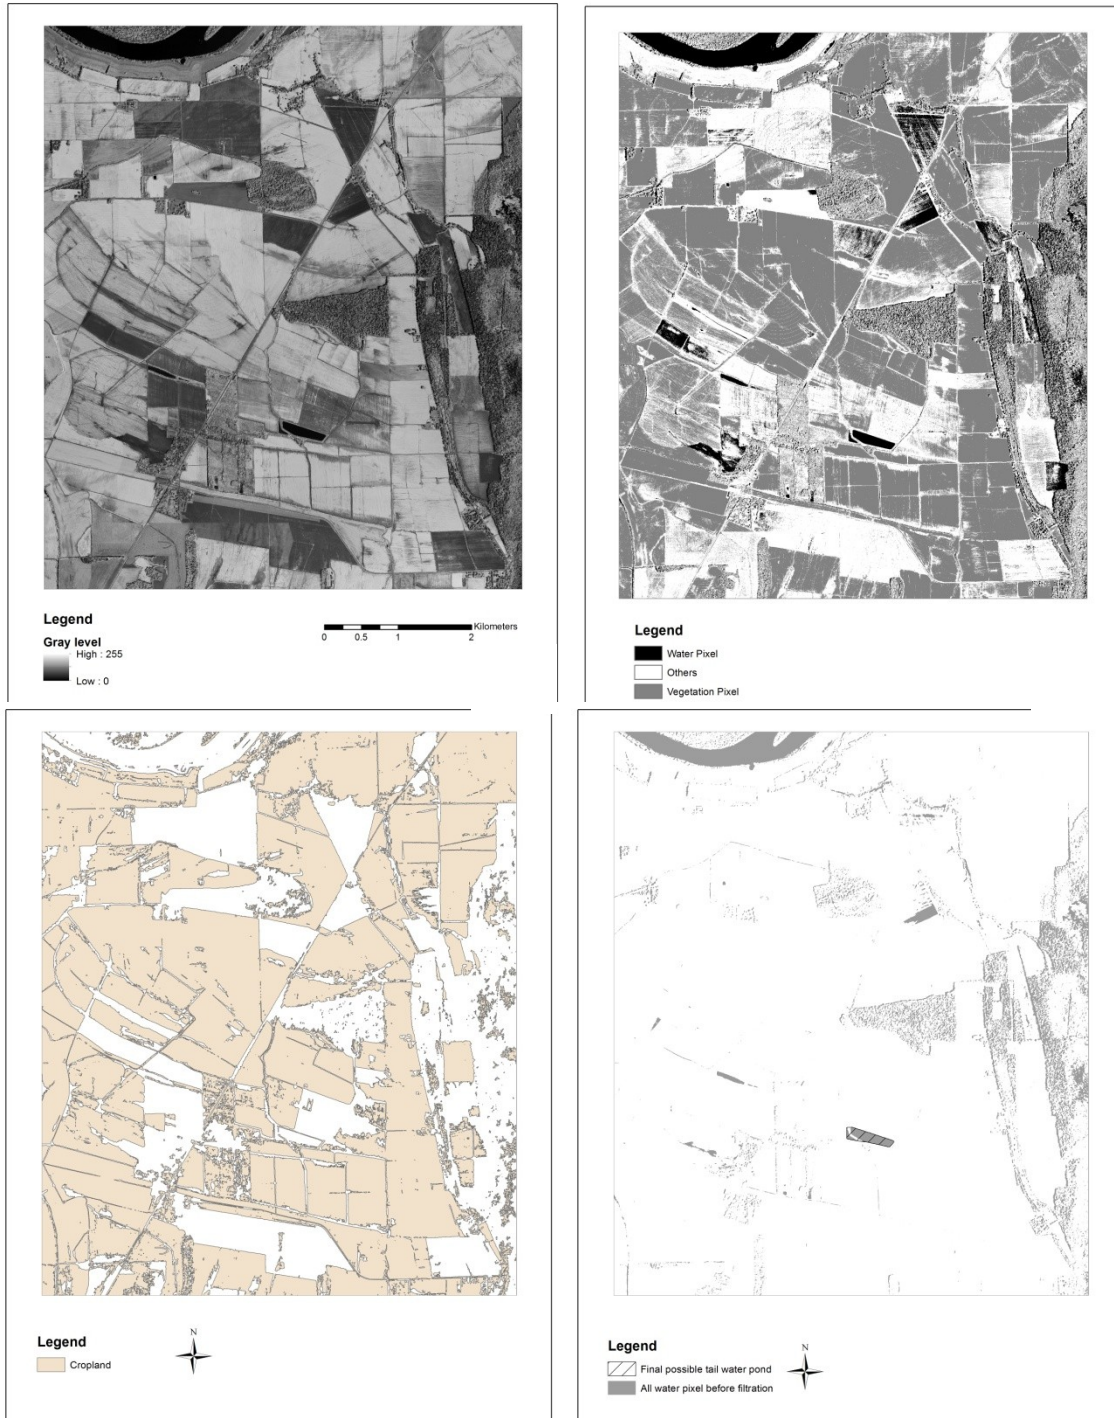 Legend
Gray level
High : 255
Low : 0
Kilometers
0 0.5 1 2
Legend
Water Pixel
Others
Vegetation Pixel
Legend
Cropland
N
Legend
Final possible tail water pond
All water pixel before filtration
N